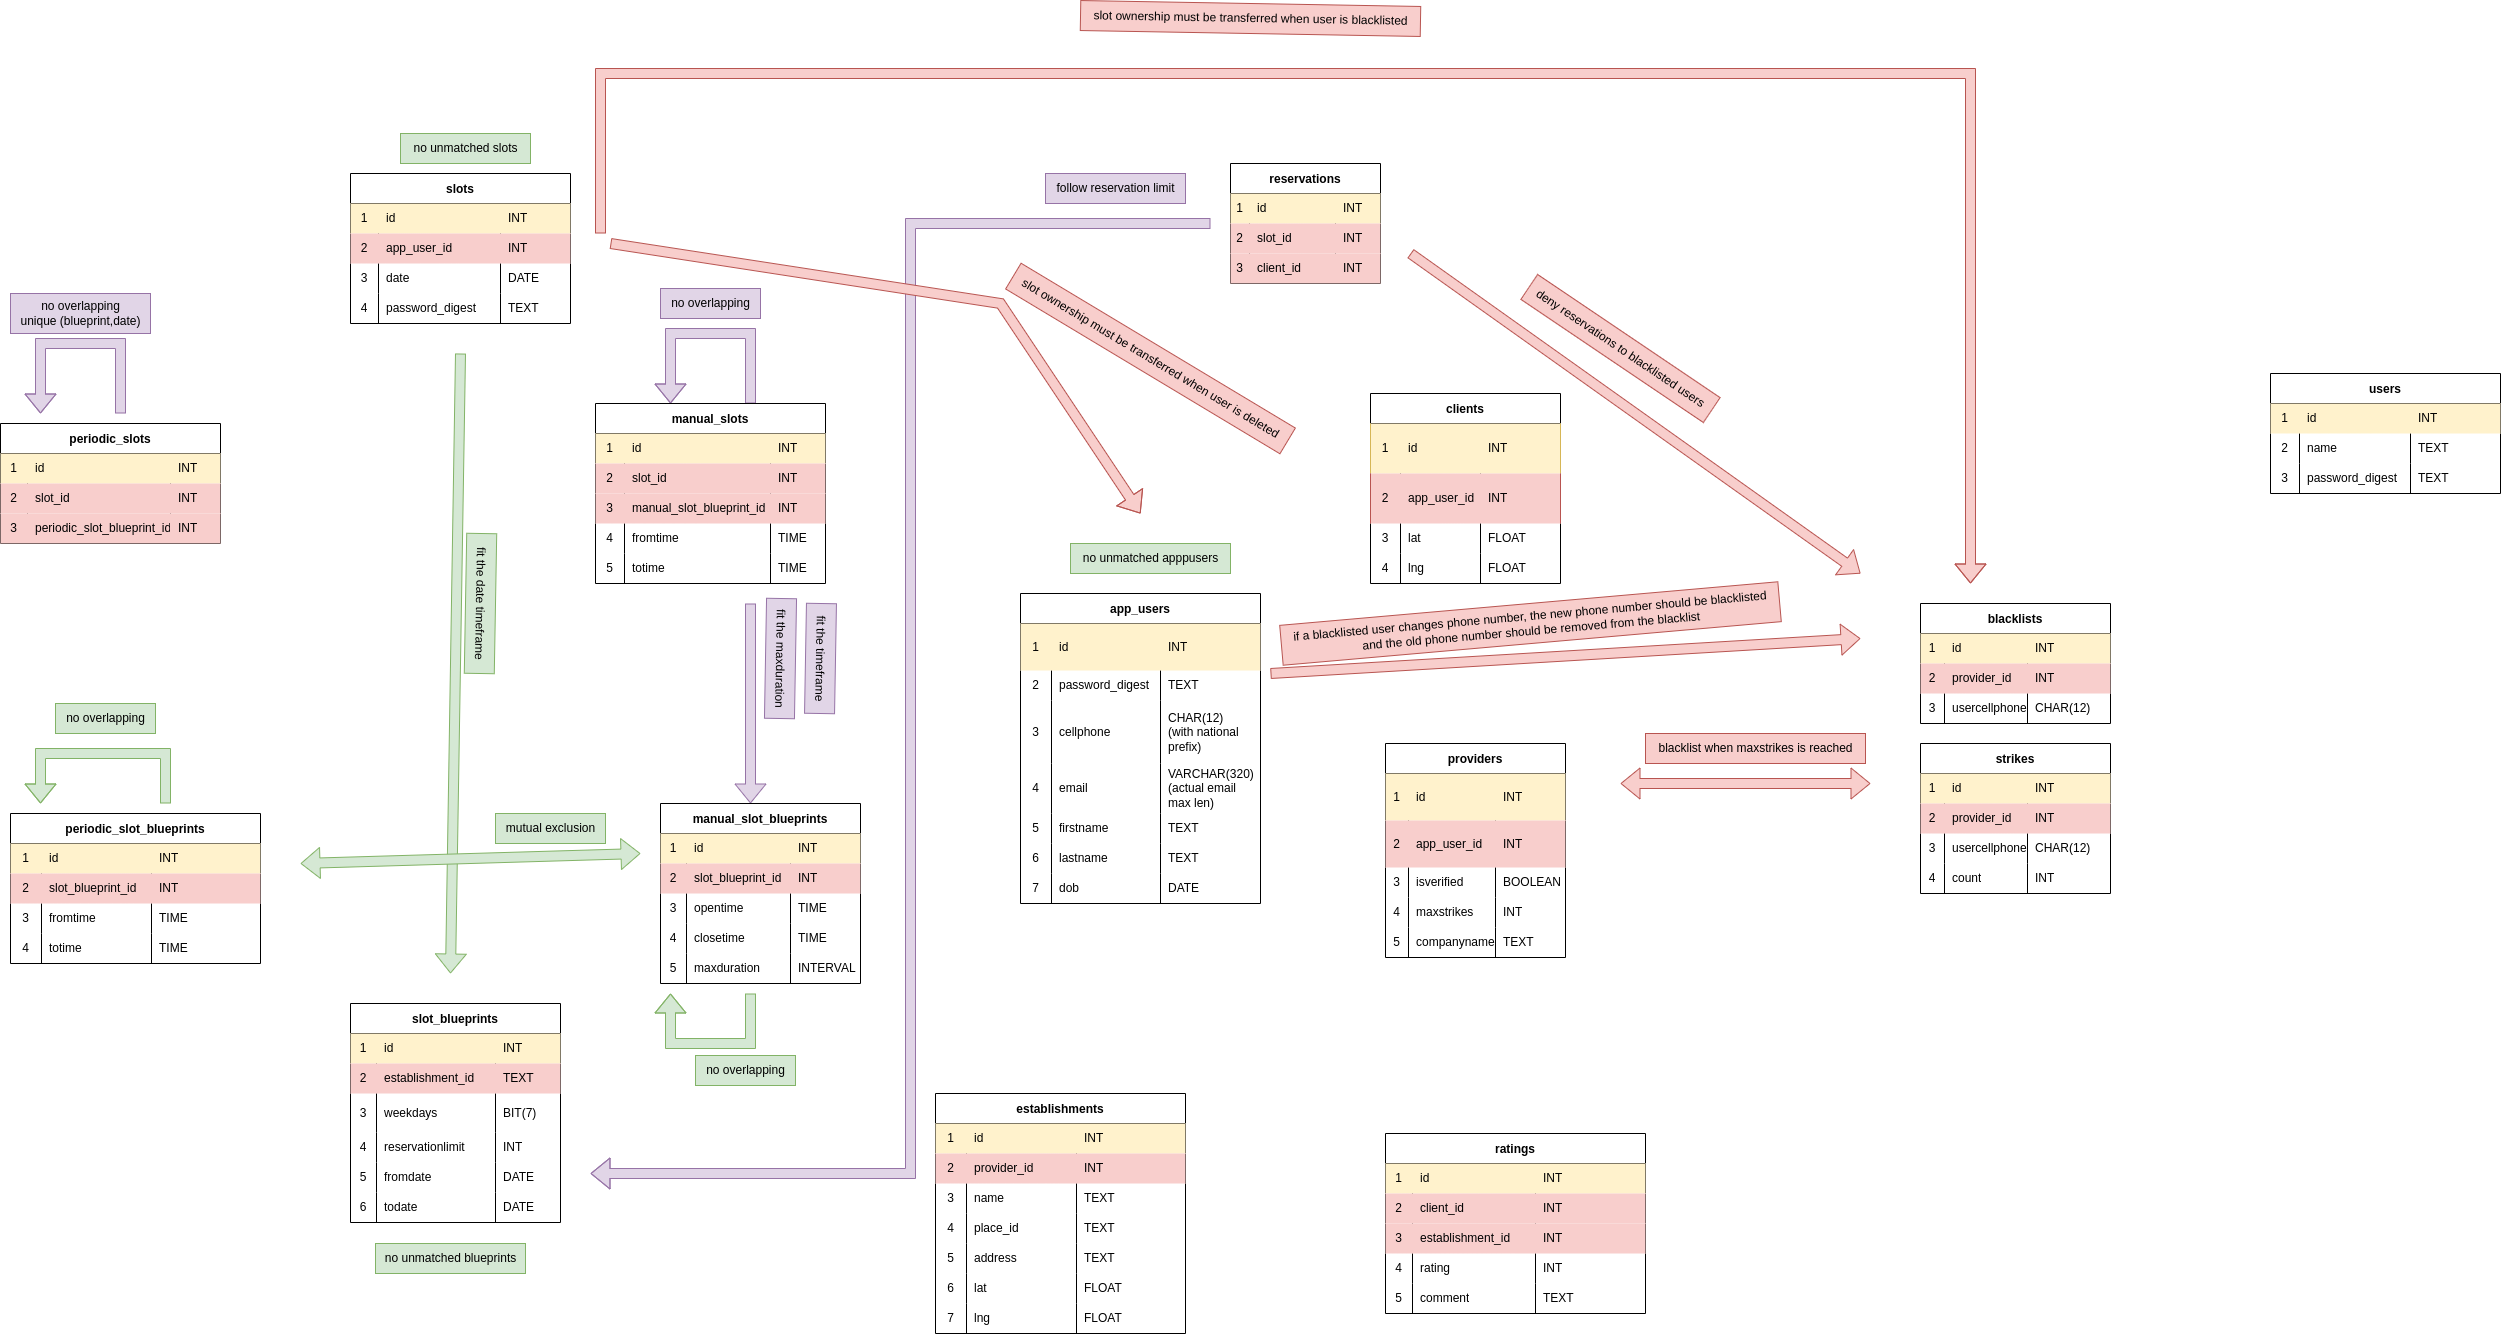 slot ownership must be transferred when user is blacklisted
no unmatched slots
slots
1 id INT
2 app_user_id INT
3 date DATE
4 password_digest TEXT
follow reservation limit
reservations
1 id INT
2 slot_id INT
3 client_id INT
no overlapping
unique (blueprint,date)
periodic_slots
1 id INT
2 slot_id INT
3 periodic_slot_blueprint_id INT
no overlapping
manual_slots
1 id INT
2 slot_id INT
3 manual_slot_blueprint_id INT
4 fromtime TIME
5 totime TIME
slot ownership must be transferred when user is deleted
deny reservations to blacklisted users
clients
1 id INT
2 app_user_id INT
3 lat FLOAT
4 lng FLOAT
users
1 id INT
2 name TEXT
3 password_digest TEXT
fit the date timeframe
fit the maxduration
fit the timeframe
no unmatched apppusers
app_users
1 id INT
2 password_digest TEXT
3 cellphone CHAR(12)
(with national
prefix)
4 email VARCHAR(320)
(actual email
max len)
5 firstname TEXT
6 lastname TEXT
7 dob DATE
if a blacklisted user changes phone number, the new phone number should be blacklisted
and the old phone number should be removed from the blacklist
blacklists
1 id INT
2 provider_id INT
3 usercellphone CHAR(12)
no overlapping
periodic_slot_blueprints
1 id INT
2 slot_blueprint_id INT
3 fromtime TIME
4 totime TIME
mutual exclusion
manual_slot_blueprints
1 id INT
2 slot_blueprint_id INT
3 opentime TIME
4 closetime TIME
5 maxduration INTERVAL
no overlapping
providers
1 id INT
2 app_user_id INT
3 isverified BOOLEAN
4 maxstrikes INT
5 companyname TEXT
blacklist when maxstrikes is reached
strikes
1 id INT
2 provider_id INT
3 usercellphone CHAR(12)
4 count INT
slot_blueprints
1 id INT
2 establishment_id TEXT
3 weekdays BIT(7)
4 reservationlimit INT
5 fromdate DATE
6 todate DATE
no unmatched blueprints
establishments
1 id INT
2 provider_id INT
3 name TEXT
4 place_id TEXT
5 address TEXT
6 lat FLOAT
7 lng FLOAT
ratings
1 id INT
2 client_id INT
3 establishment_id INT
4 rating INT
5 comment TEXT